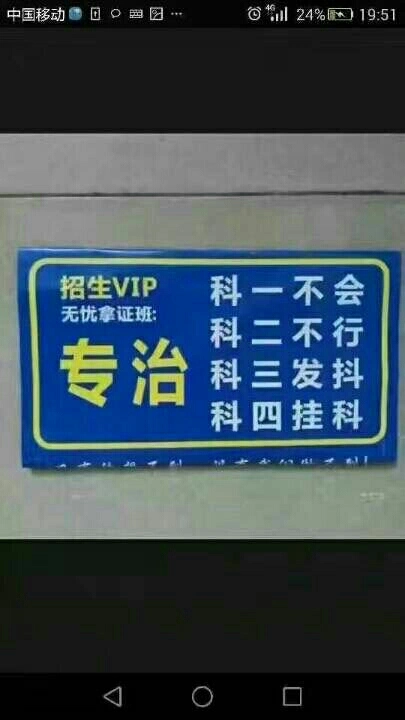 中国移动
4G
24%
19:51
招生VIP
无忧拿证班:
专治
科一不会
科二不行
科三发抖
科四挂科